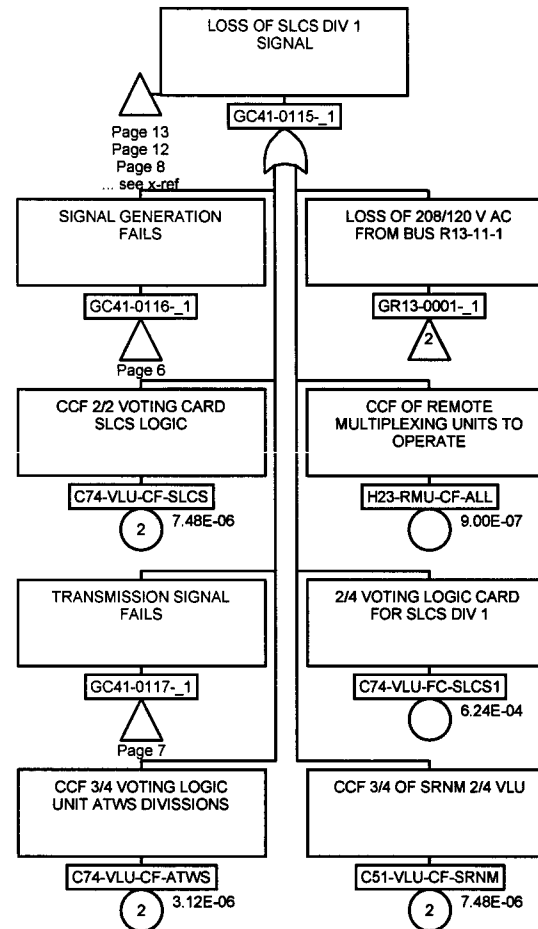 LOSS OF SLCS DIV 1
SIGNAL
GC41-0115-_1
Page 13
Page 12
Page 8
... see x-ref
SIGNAL GENERATION
FAILS
GC41-0116-_1
Page 6
LOSS OF 208/120 V AC
FROM BUS R13-11-1
GR13-0001-_1
2
CCF 2/2 VOTING CARD
SLCS LOGIC
C74-VLU-CF-SLCS
2
7.48E-06
CCF OF REMOTE
MULTIPLEXING UNITS TO
OPERATE
H23-RMU-CF-ALL
9.00E-07
TRANSMISSION SIGNAL
FAILS
GC41-0117-_1
Page 7
2/4 VOTING LOGIC CARD
FOR SLCS DIV 1
C74-VLU-FC-SLCS1
6.24E-04
CCF 3/4 VOTING LOGIC
UNIT ATWS DIVISSIONS
C74-VLU-CF-ATWS
2
3.12E-06
CCF 3/4 OF SRNM 2/4 VLU
C51-VLU-CF-SRNM
2
7.48E-06